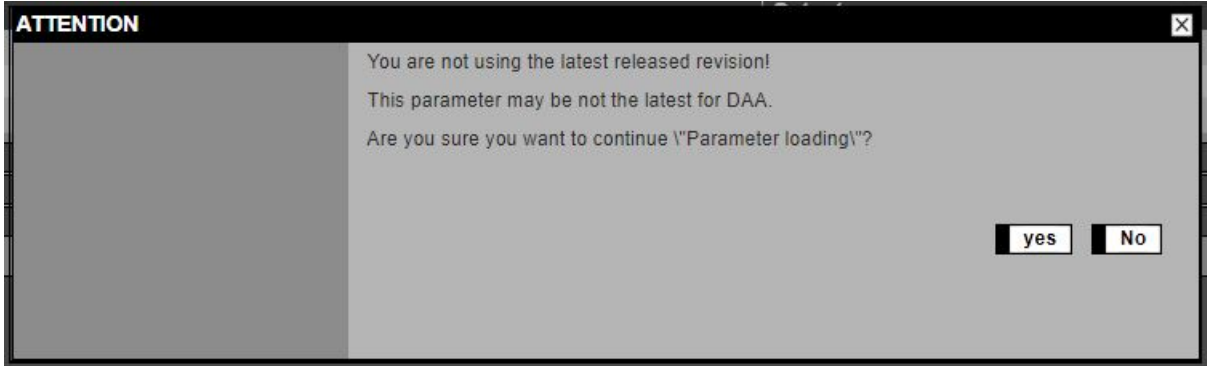 ATTENTION
You are not using the latest released revision!
This parameter may be not the latest for DAA.
Are you sure you want to continue \"Parameter loading\"?
yes No